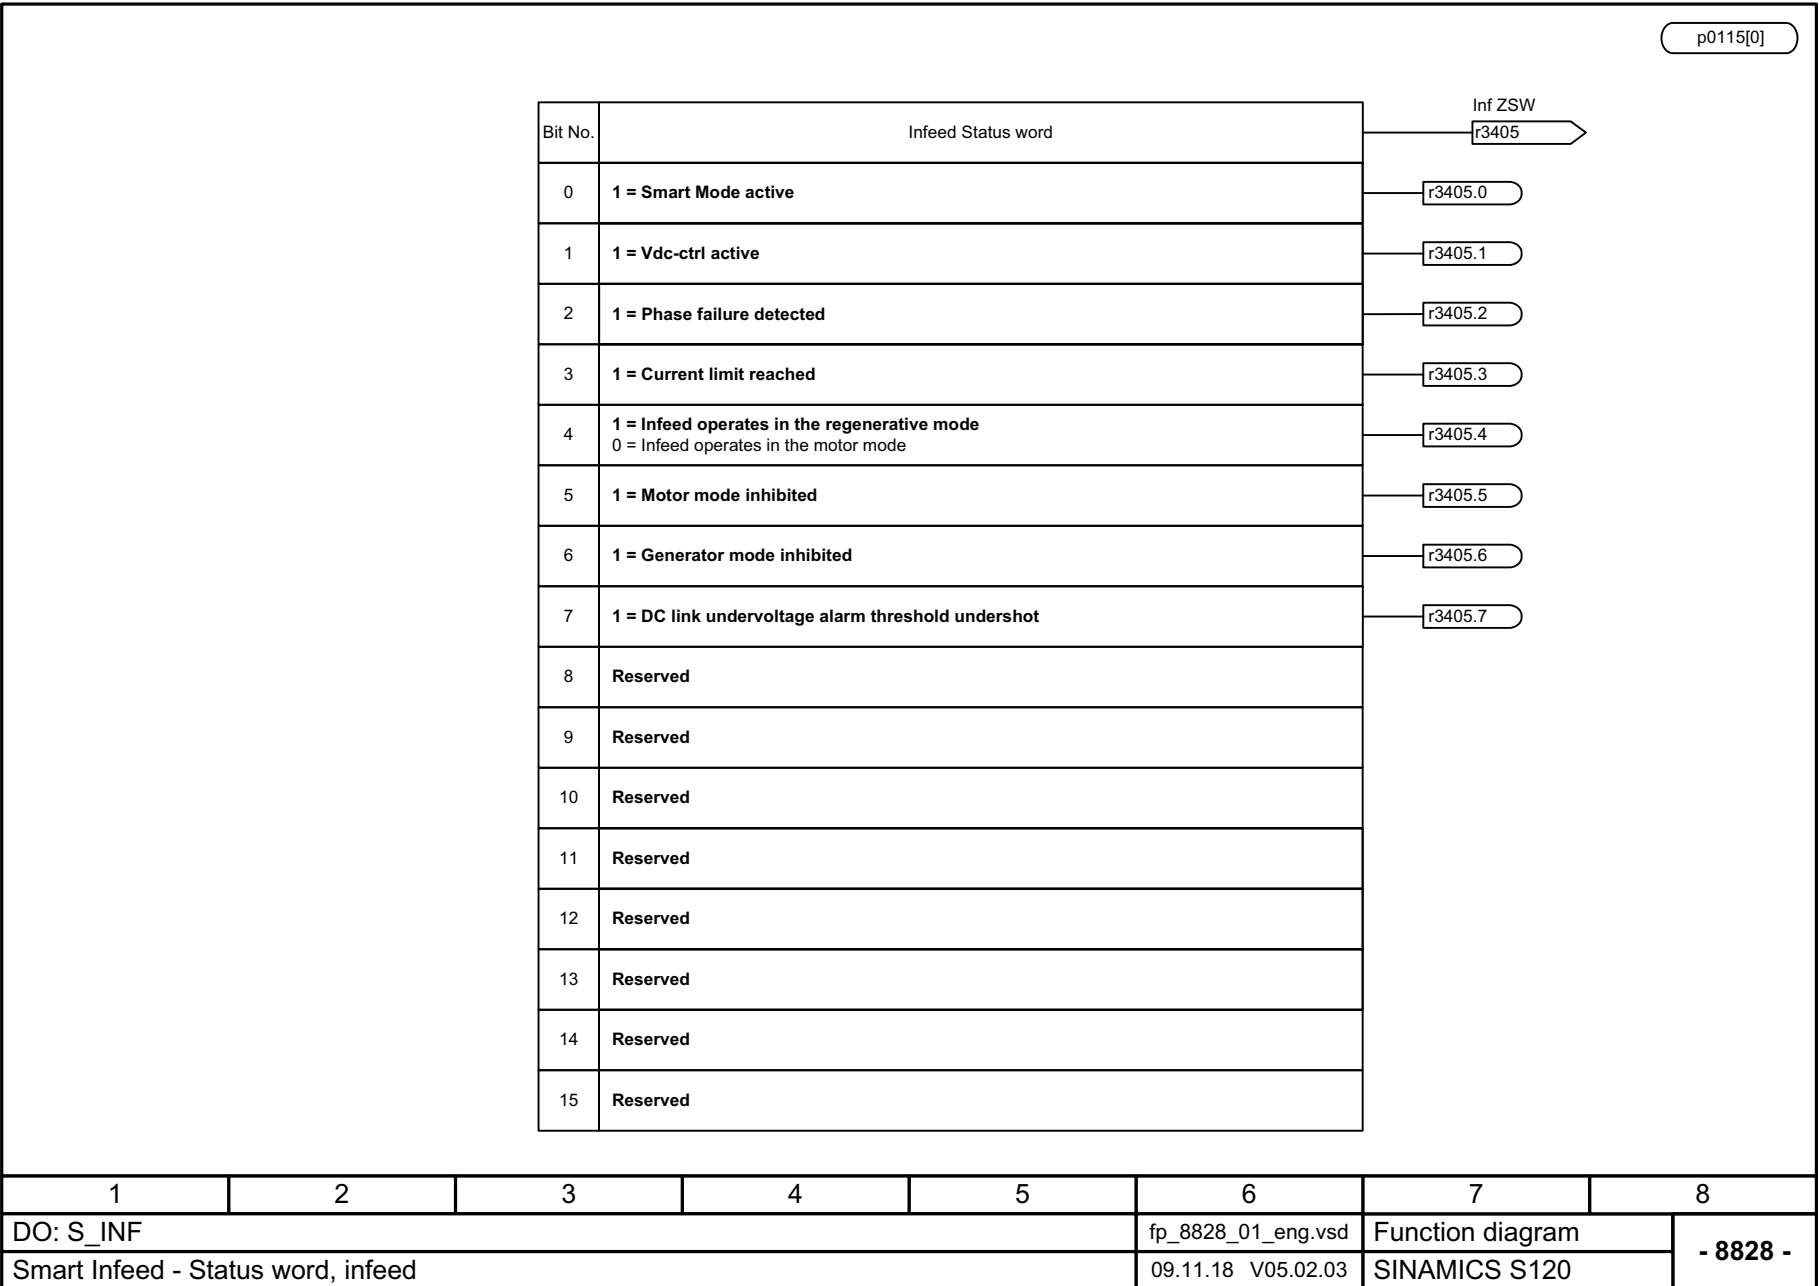 p0115[0]
Inf ZSW
Bit No. Infeed Status word r3405
0 1 = Smart Mode active r3405.0
1 1 = Vdc-ctrl active r3405.1
2 1 = Phase failure detected r3405.2
3 1 = Current limit reached r3405.3
4 1 = Infeed operates in the regenerative mode r3405.4
0 = Infeed operates in the motor mode
5 1 = Motor mode inhibited r3405.5
6 1 = Generator mode inhibited r3405.6
7 1 = DC link undervoltage alarm threshold undershot r3405.7
8 Reserved
9 Reserved
10 Reserved
11 Reserved
12 Reserved
13 Reserved
14 Reserved
15 Reserved
1 2 3 4 5 6 7 8
DO: S_INF fp_8828_01_eng.vsd Function diagram - 8828 -
Smart Infeed - Status word, infeed 09.11.18 V05.02.03 SINAMICS S120